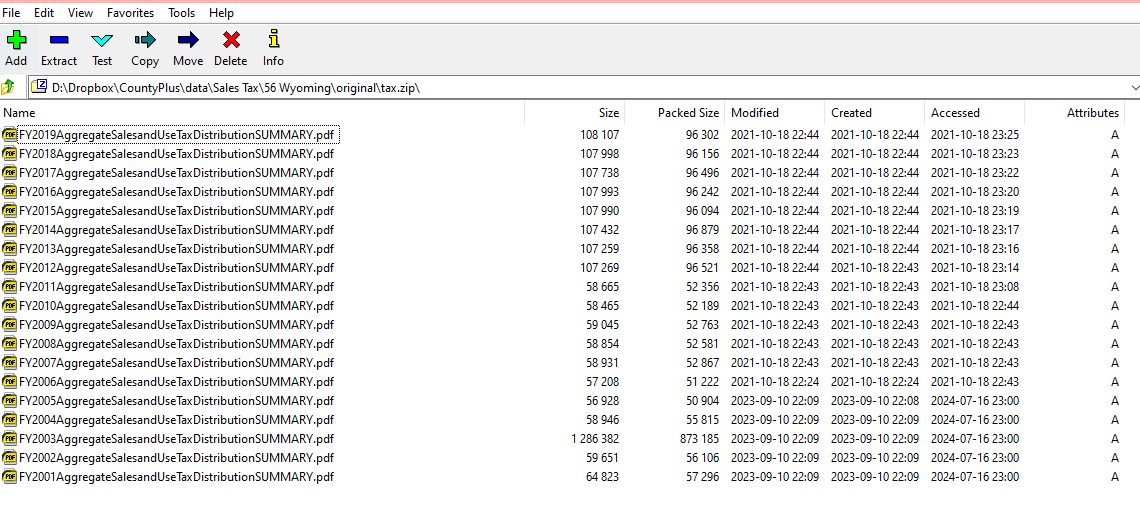 File Edit View Favorites Tools Help
Add Extract Test Copy Move Delete Info
D:\Dropbox\CountyPlus\data\Sales Tax\56 Wyoming\original\tax.zip\
Name Size Packed Size Modified Created Accessed Attributes
FY2019AggregateSalesandUseTaxDistributionSUMMARY.pdf 108 107 96 302 2021-10-18 22:44 2021-10-18 22:44 2021-10-18 23:25 A
FY2018AggregateSalesandUseTaxDistributionSUMMARY.pdf 107 998 96 156 2021-10-18 22:44 2021-10-18 22:44 2021-10-18 23:23 A
FY2017AggregateSalesandUseTaxDistributionSUMMARY.pdf 107 738 96 496 2021-10-18 22:44 2021-10-18 22:44 2021-10-18 23:22 A
FY2016AggregateSalesandUseTaxDistributionSUMMARY.pdf 107 993 96 242 2021-10-18 22:44 2021-10-18 22:44 2021-10-18 23:20 A
FY2015AggregateSalesandUseTaxDistributionSUMMARY.pdf 107 990 96 094 2021-10-18 22:44 2021-10-18 22:44 2021-10-18 23:19 A
FY2014AggregateSalesandUseTaxDistributionSUMMARY.pdf 107 432 96 879 2021-10-18 22:44 2021-10-18 22:44 2021-10-18 23:17 A
FY2013AggregateSalesandUseTaxDistributionSUMMARY.pdf 107 259 96 358 2021-10-18 22:44 2021-10-18 22:44 2021-10-18 23:16 A
FY2012AggregateSalesandUseTaxDistributionSUMMARY.pdf 107 269 96 521 2021-10-18 22:44 2021-10-18 22:43 2021-10-18 23:14 A
FY2011AggregateSalesandUseTaxDistributionSUMMARY.pdf 58 665 52 356 2021-10-18 22:43 2021-10-18 22:43 2021-10-18 23:08 A
FY2010AggregateSalesandUseTaxDistributionSUMMARY.pdf 58 465 52 189 2021-10-18 22:43 2021-10-18 22:43 2021-10-18 22:44 A
FY2009AggregateSalesandUseTaxDistributionSUMMARY.pdf 59 045 52 763 2021-10-18 22:43 2021-10-18 22:43 2021-10-18 22:43 A
FY2008AggregateSalesandUseTaxDistributionSUMMARY.pdf 58 854 52 581 2021-10-18 22:43 2021-10-18 22:43 2021-10-18 22:43 A
FY2007AggregateSalesandUseTaxDistributionSUMMARY.pdf 58 931 52 867 2021-10-18 22:43 2021-10-18 22:43 2021-10-18 22:43 A
FY2006AggregateSalesandUseTaxDistributionSUMMARY.pdf 57 208 51 222 2021-10-18 22:24 2021-10-18 22:24 2021-10-18 22:43 A
FY2005AggregateSalesandUseTaxDistributionSUMMARY.pdf 56 928 50 904 2023-09-10 22:09 2023-09-10 22:08 2024-07-16 23:00 A
FY2004AggregateSalesandUseTaxDistributionSUMMARY.pdf 58 946 55 815 2023-09-10 22:09 2023-09-10 22:09 2024-07-16 23:00 A
FY2003AggregateSalesandUseTaxDistributionSUMMARY.pdf 1 286 382 873 185 2023-09-10 22:09 2023-09-10 22:09 2024-07-16 23:00 A
FY2002AggregateSalesandUseTaxDistributionSUMMARY.pdf 59 651 56 106 2023-09-10 22:09 2023-09-10 22:09 2024-07-16 23:00 A
FY2001AggregateSalesandUseTaxDistributionSUMMARY.pdf 64 823 57 296 2023-09-10 22:09 2023-09-10 22:09 2024-07-16 23:00 A